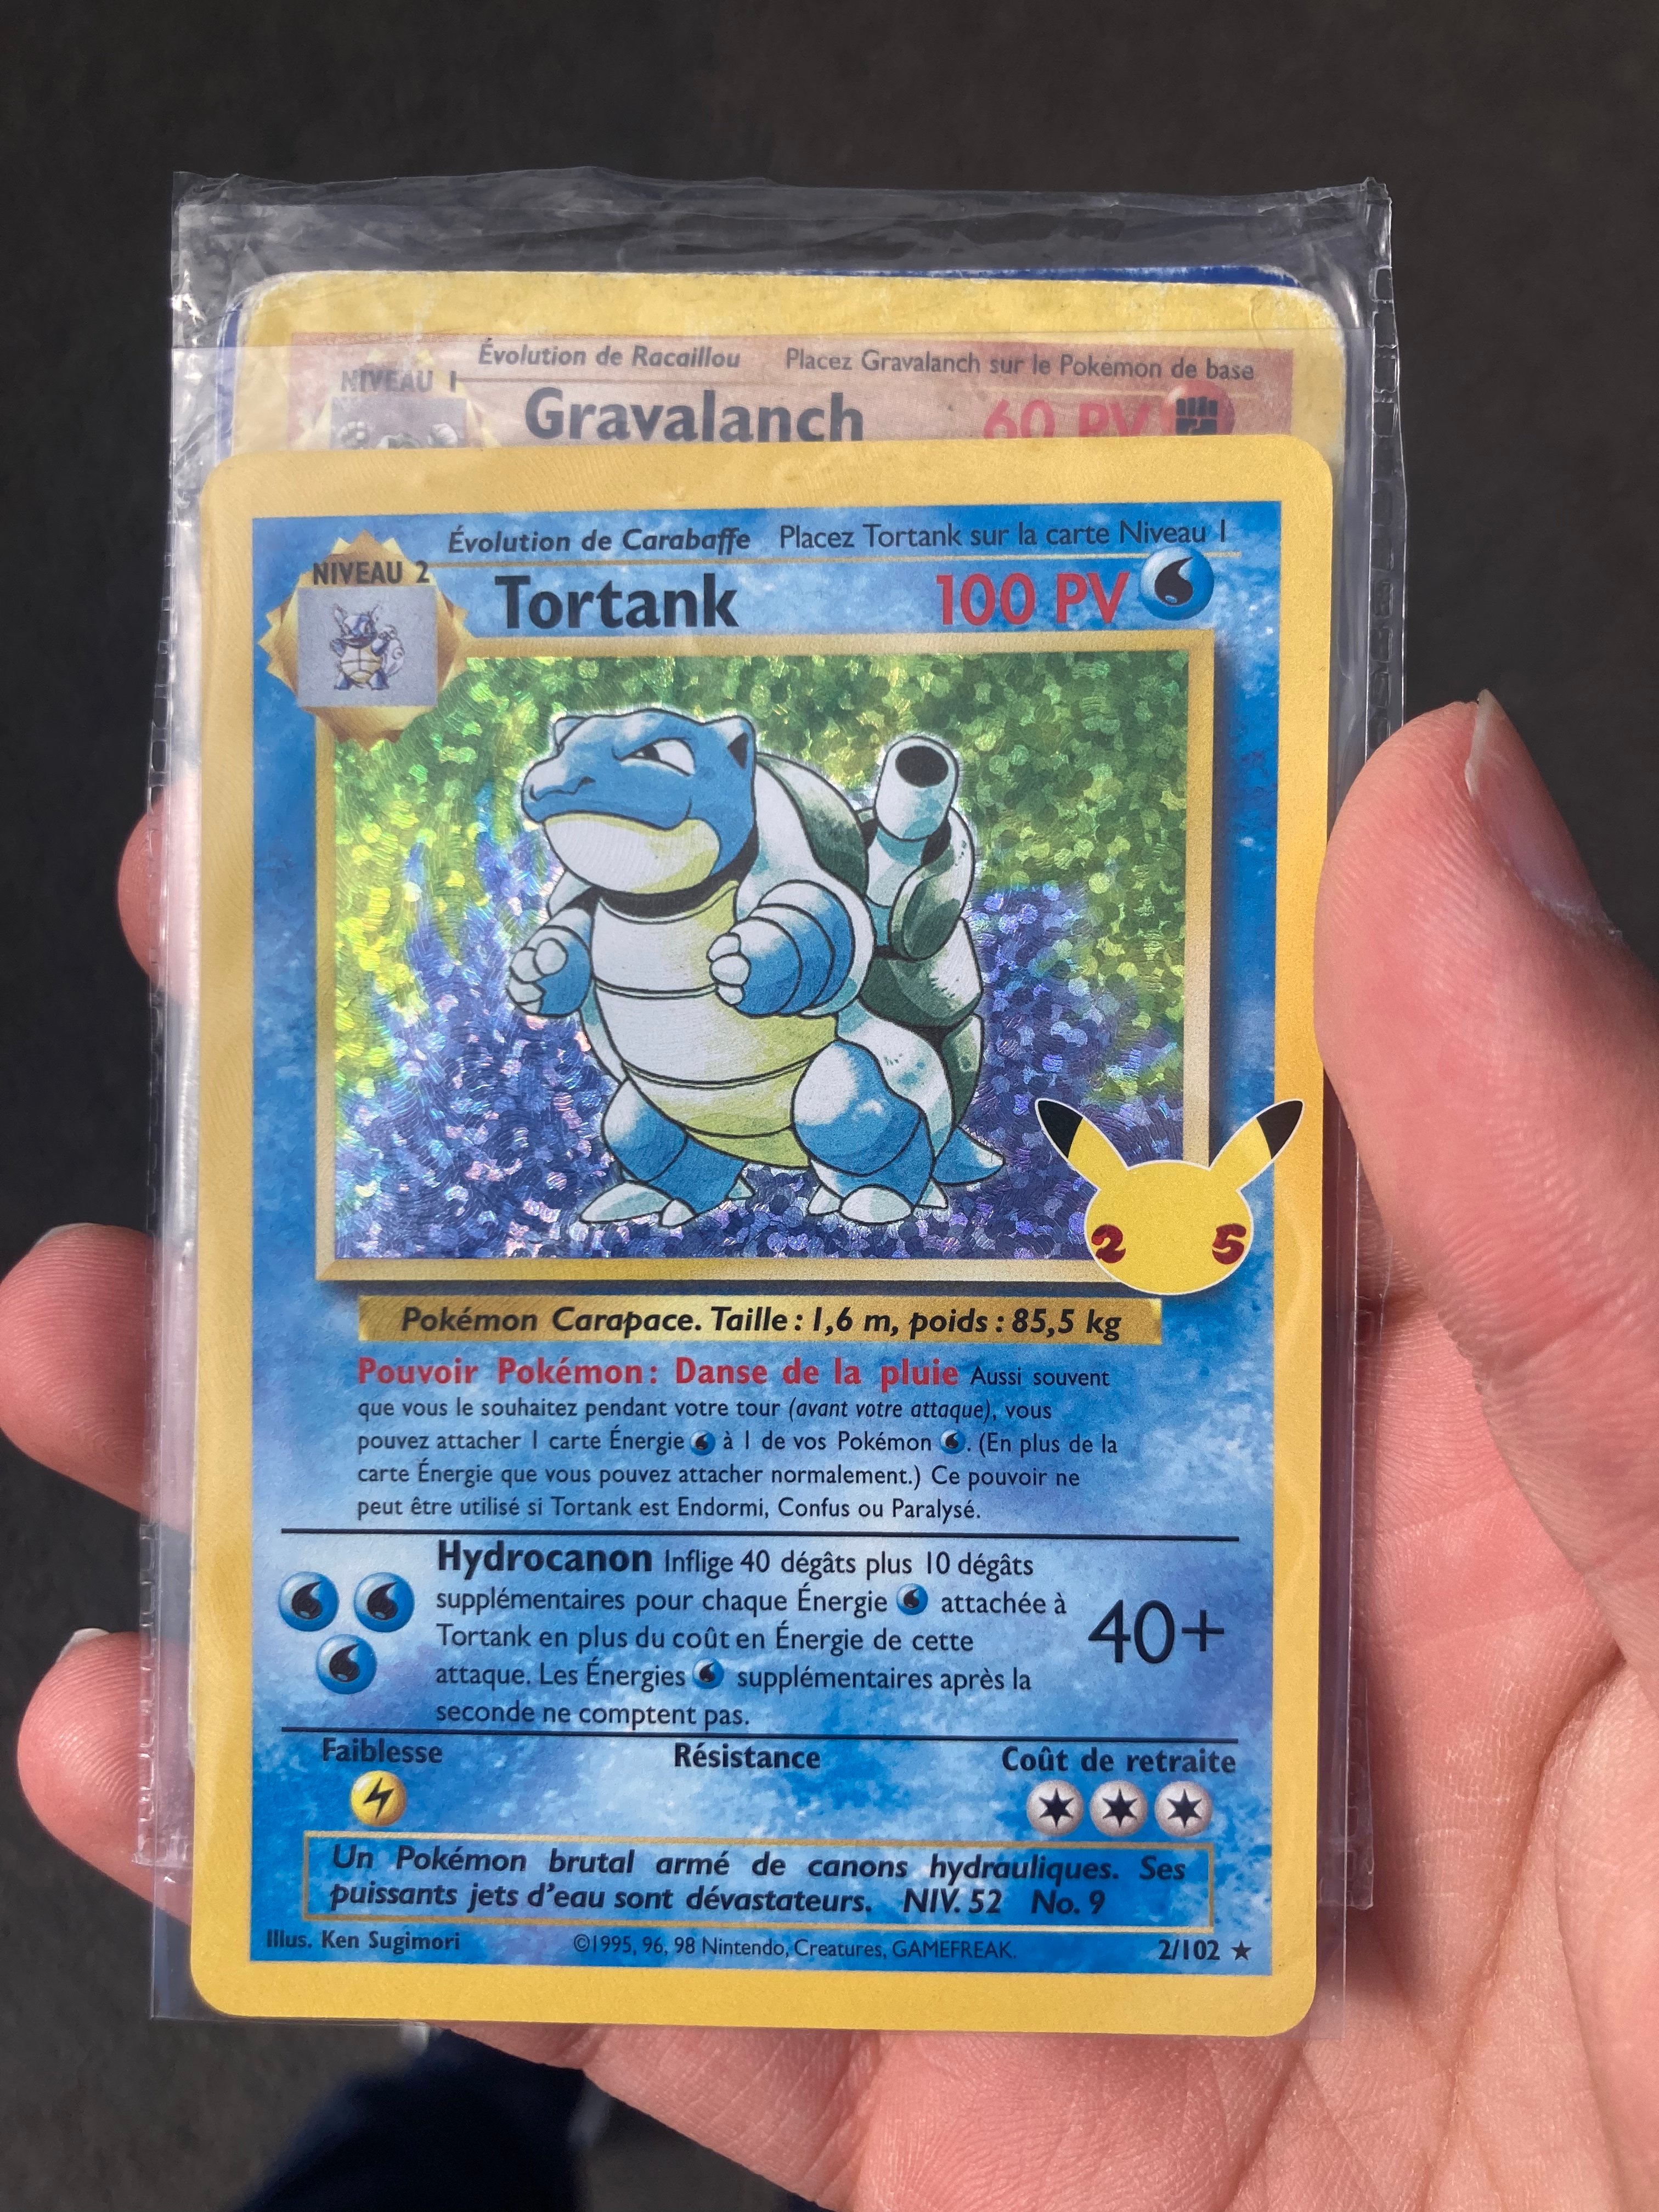 Évolution de Racaillou Placez Gravalanch sur le Pokémon de base
NIVEAU 1
Gravalanch 60 PV
Évolution de Carabaffe Placez Tortank sur la carte Niveau 1
NIVEAU 2
Tortank 100 PV
2 5
Pokémon Carapace. Taille : 1,6 m, poids : 85,5 kg
Pouvoir Pokémon : Danse de la pluie Aussi souvent
que vous le souhaitez pendant votre tour (avant votre attaque), vous
pouvez attacher 1 carte Énergie à 1 de vos Pokémon . (En plus de la
carte Énergie que vous pouvez attacher normalement.) Ce pouvoir ne
peut être utilisé si Tortank est Endormi, Confus ou Paralysé.
Hydrocanon Inflige 40 dégâts plus 10 dégâts
supplémentaires pour chaque Énergie attachée à
Tortank en plus du coût en Énergie de cette
attaque. Les Énergies supplémentaires après la
seconde ne comptent pas.
40+
Faiblesse Résistance Coût de retraite
Un Pokémon brutal armé de canons hydrauliques. Ses
puissants jets d'eau sont dévastateurs. NIV. 52 No. 9
Illus. Ken Sugimori ©1995, 96, 98 Nintendo, Creatures, GAMEFREAK. 2/102 ★